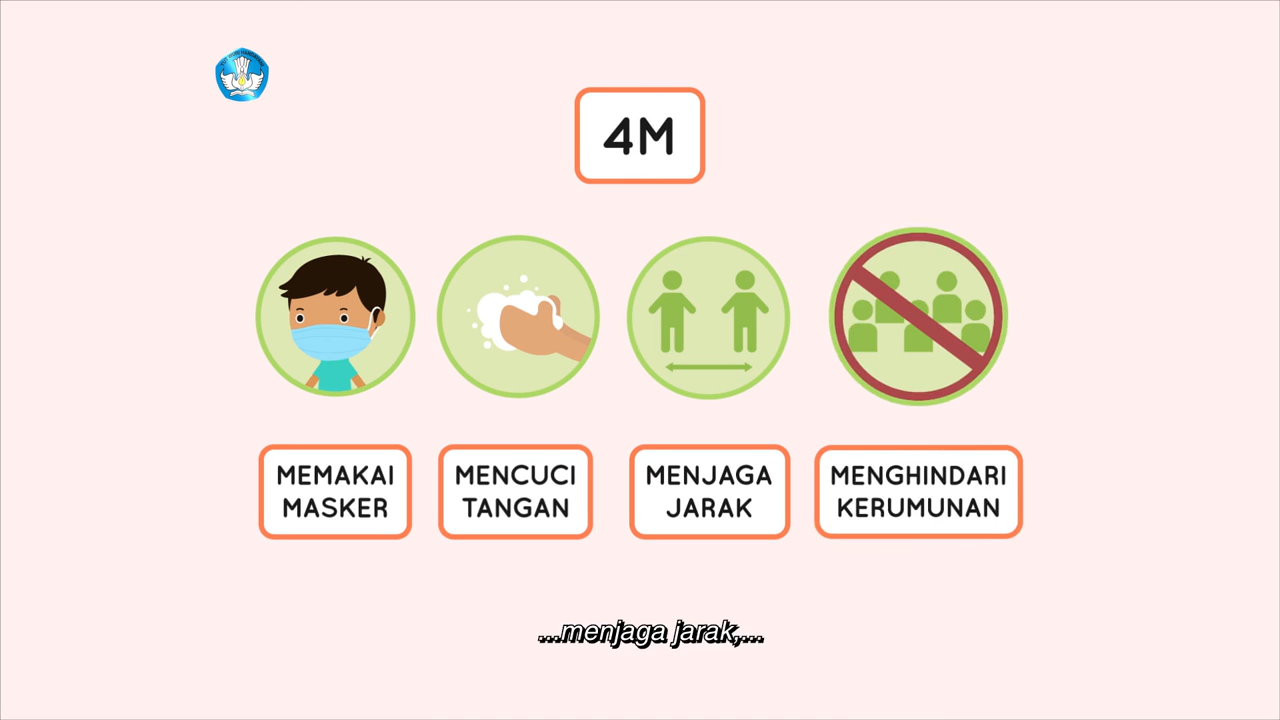 4M
MEMAKAI
MASKER
MENCUCI
TANGAN
MENJAGA
JARAK
MENGHINDARI
KERUMUNAN
...menjaga jarak,...